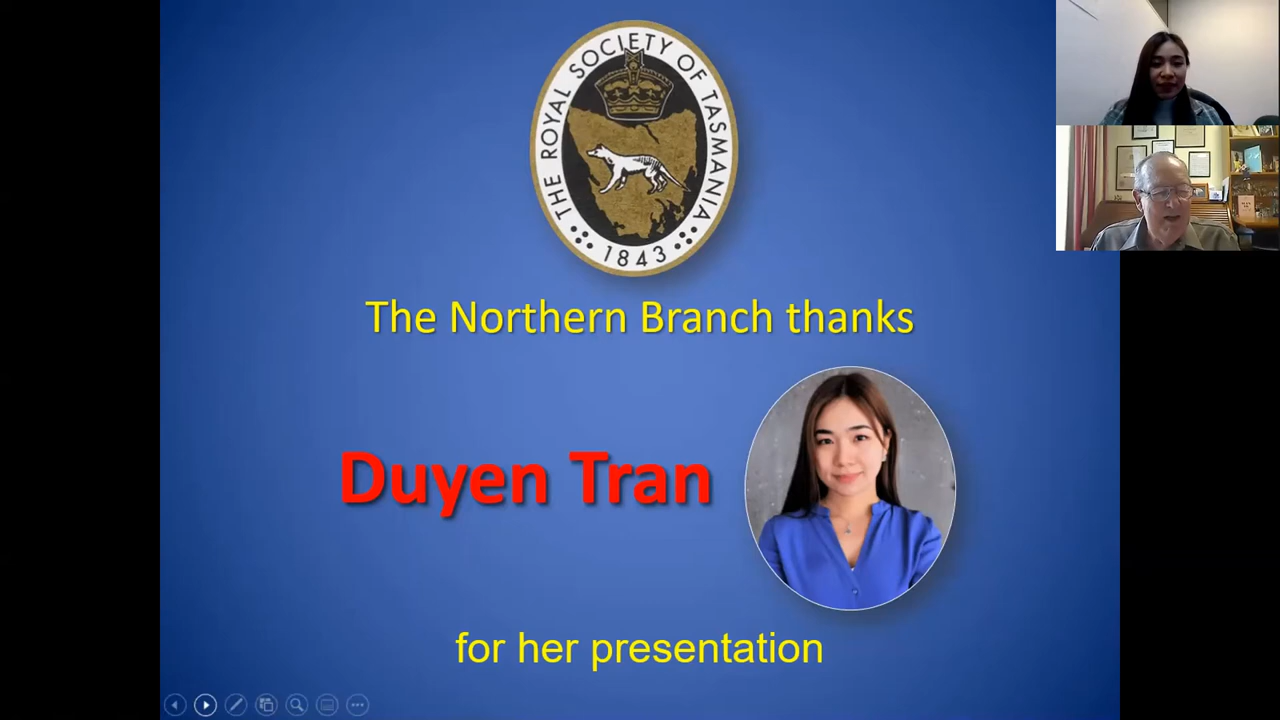 THE ROYAL SOCIETY OF TASMANIA
1843
The Northern Branch thanks
Duyen Tran
for her presentation